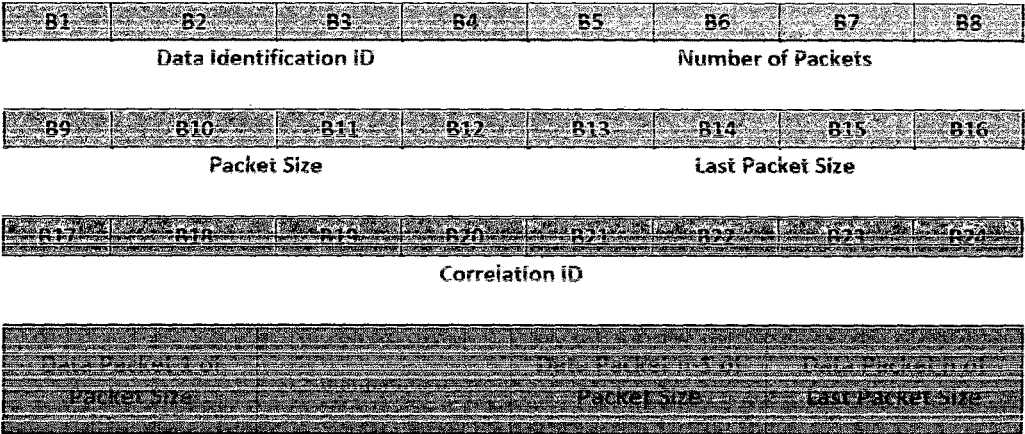 B1 B2 B3 B4 B5 B6 B7 B8
Data Identification ID Number of Packets
B9 B10 B11 B12 B13 B14 B15 B16
Packet Size Last Packet Size
B17 B18 B19 B20 B21 B22 B23 B24
Correlation ID
Data Packet 1 of Data Packet n-1 of Data Packet n of
Packet Size Packet Size Last Packet Size